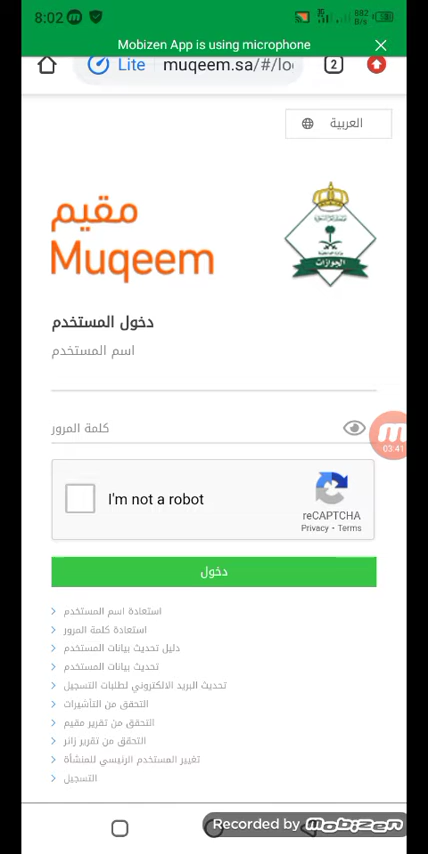 8:02
882 B/s
Mobizen App is using microphone
Lite
muqeem.sa/#/lo
2
العربية
مقيم
Muqeem
الجوازات
دخول المستخدم
اسم المستخدم
كلمة المرور
03:41
I'm not a robot
reCAPTCHA
Privacy - Terms
دخول
استعادة اسم المستخدم
استعادة كلمة المرور
دليل تحديث بيانات المستخدم
تحديث بيانات المستخدم
تحديث البريد الالكتروني لطلبات التسجيل
التحقق من التأشيرات
التحقق من تقرير مقيم
التحقق من تقرير زائر
تغيير المستخدم الرئيسي للمنشأة
التسجيل
Recorded by mobizen